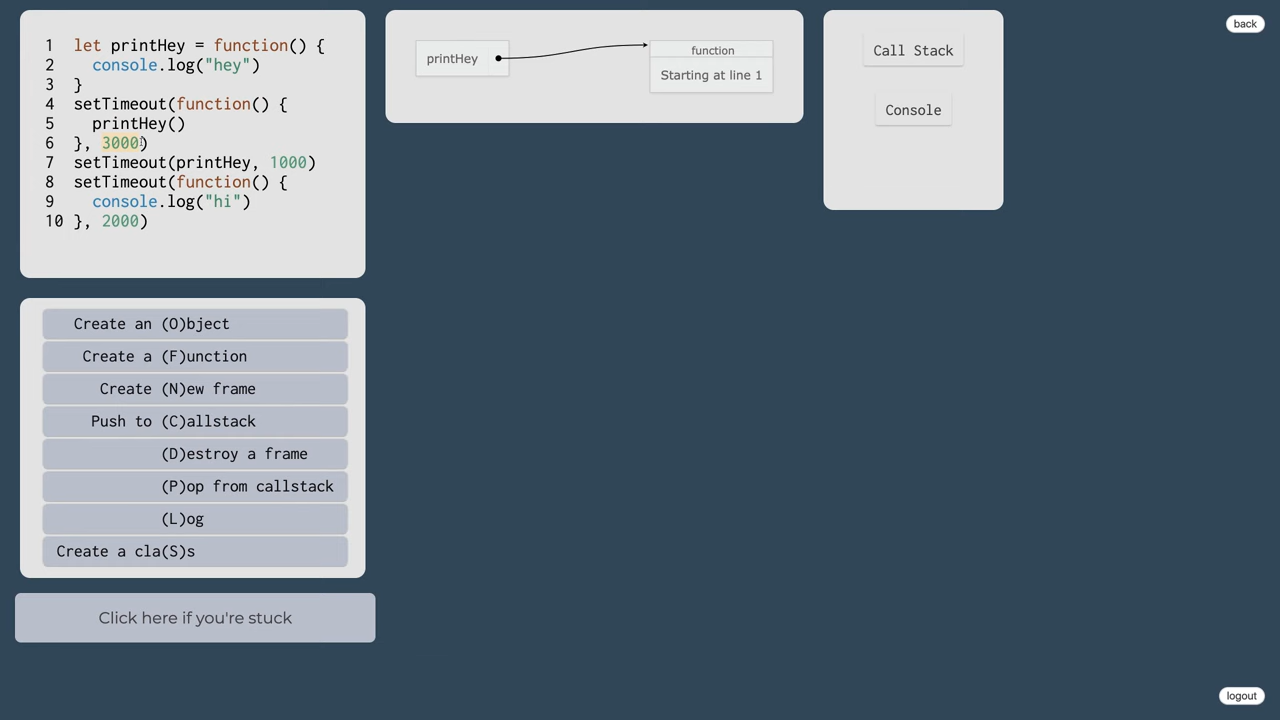 1 let printHey = function() {
2 console.log("hey")
3 }
4 setTimeout(function() {
5 printHey()
6 }, 3000)
7 setTimeout(printHey, 1000)
8 setTimeout(function() {
9 console.log("hi")
10 }, 2000)
Create an (O)bject
Create a (F)unction
Create (N)ew frame
Push to (C)allstack
(D)estroy a frame
(P)op from callstack
(L)og
Create a cla(S)s
Click here if you're stuck
printHey
function
Starting at line 1
Call Stack
Console
back
logout